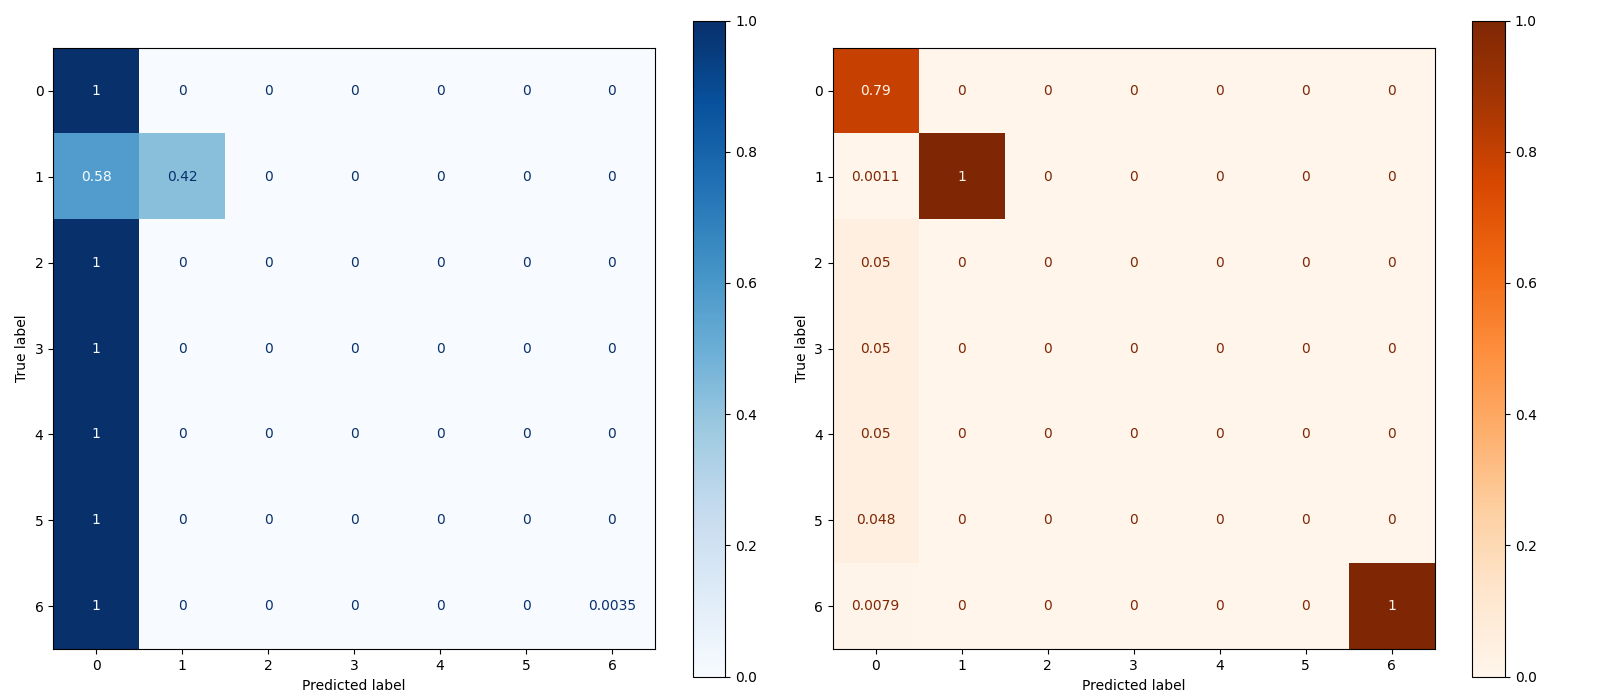 0 1 0 0 0 0 0 0
1 0.58 0.42 0 0 0 0 0
2 1 0 0 0 0 0 0
3 1 0 0 0 0 0 0
4 1 0 0 0 0 0 0
5 1 0 0 0 0 0 0
6 1 0 0 0 0 0 0.0035
0 1 2 3 4 5 6
True label
Predicted label
1.0
0.8
0.6
0.4
0.2
0.0
0 0.79 0 0 0 0 0 0
1 0.0011 1 0 0 0 0 0
2 0.05 0 0 0 0 0 0
3 0.05 0 0 0 0 0 0
4 0.05 0 0 0 0 0 0
5 0.048 0 0 0 0 0 0
6 0.0079 0 0 0 0 0 1
0 1 2 3 4 5 6
True label
Predicted label
1.0
0.8
0.6
0.4
0.2
0.0